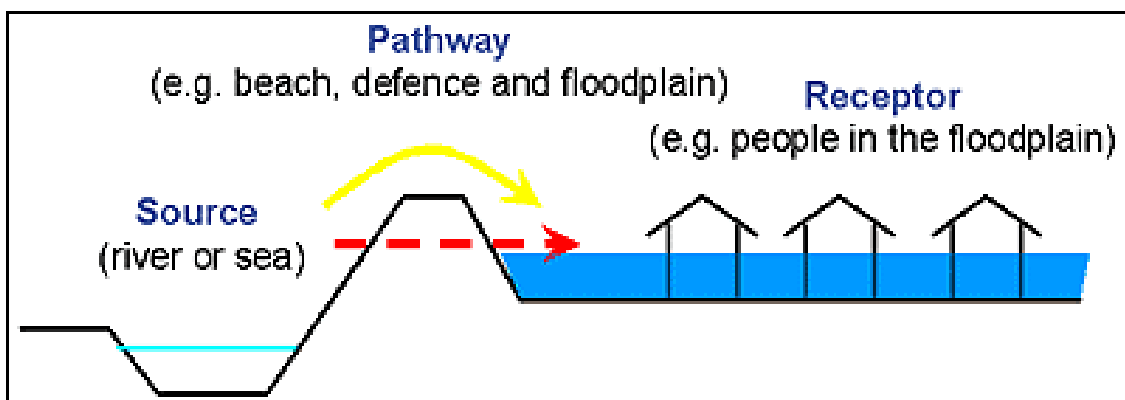 Pathway
(e.g. beach, defence and floodplain)
Receptor
(e.g. people in the floodplain)
Source
(river or sea)